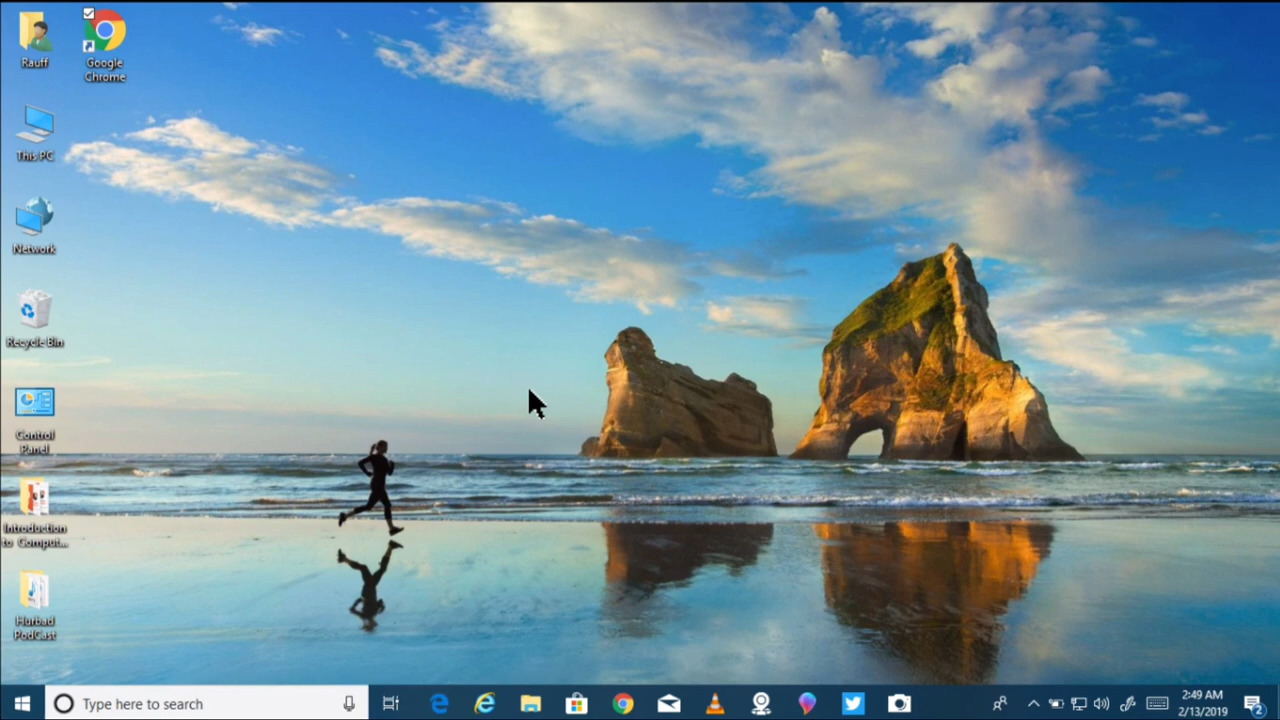 Rauff
Google
Chrome
This PC
Network
Recycle Bin
Control
Panel
Introduction
to Comput...
Hurbad
PodCast
Type here to search
2:49 AM
2/13/2019
2